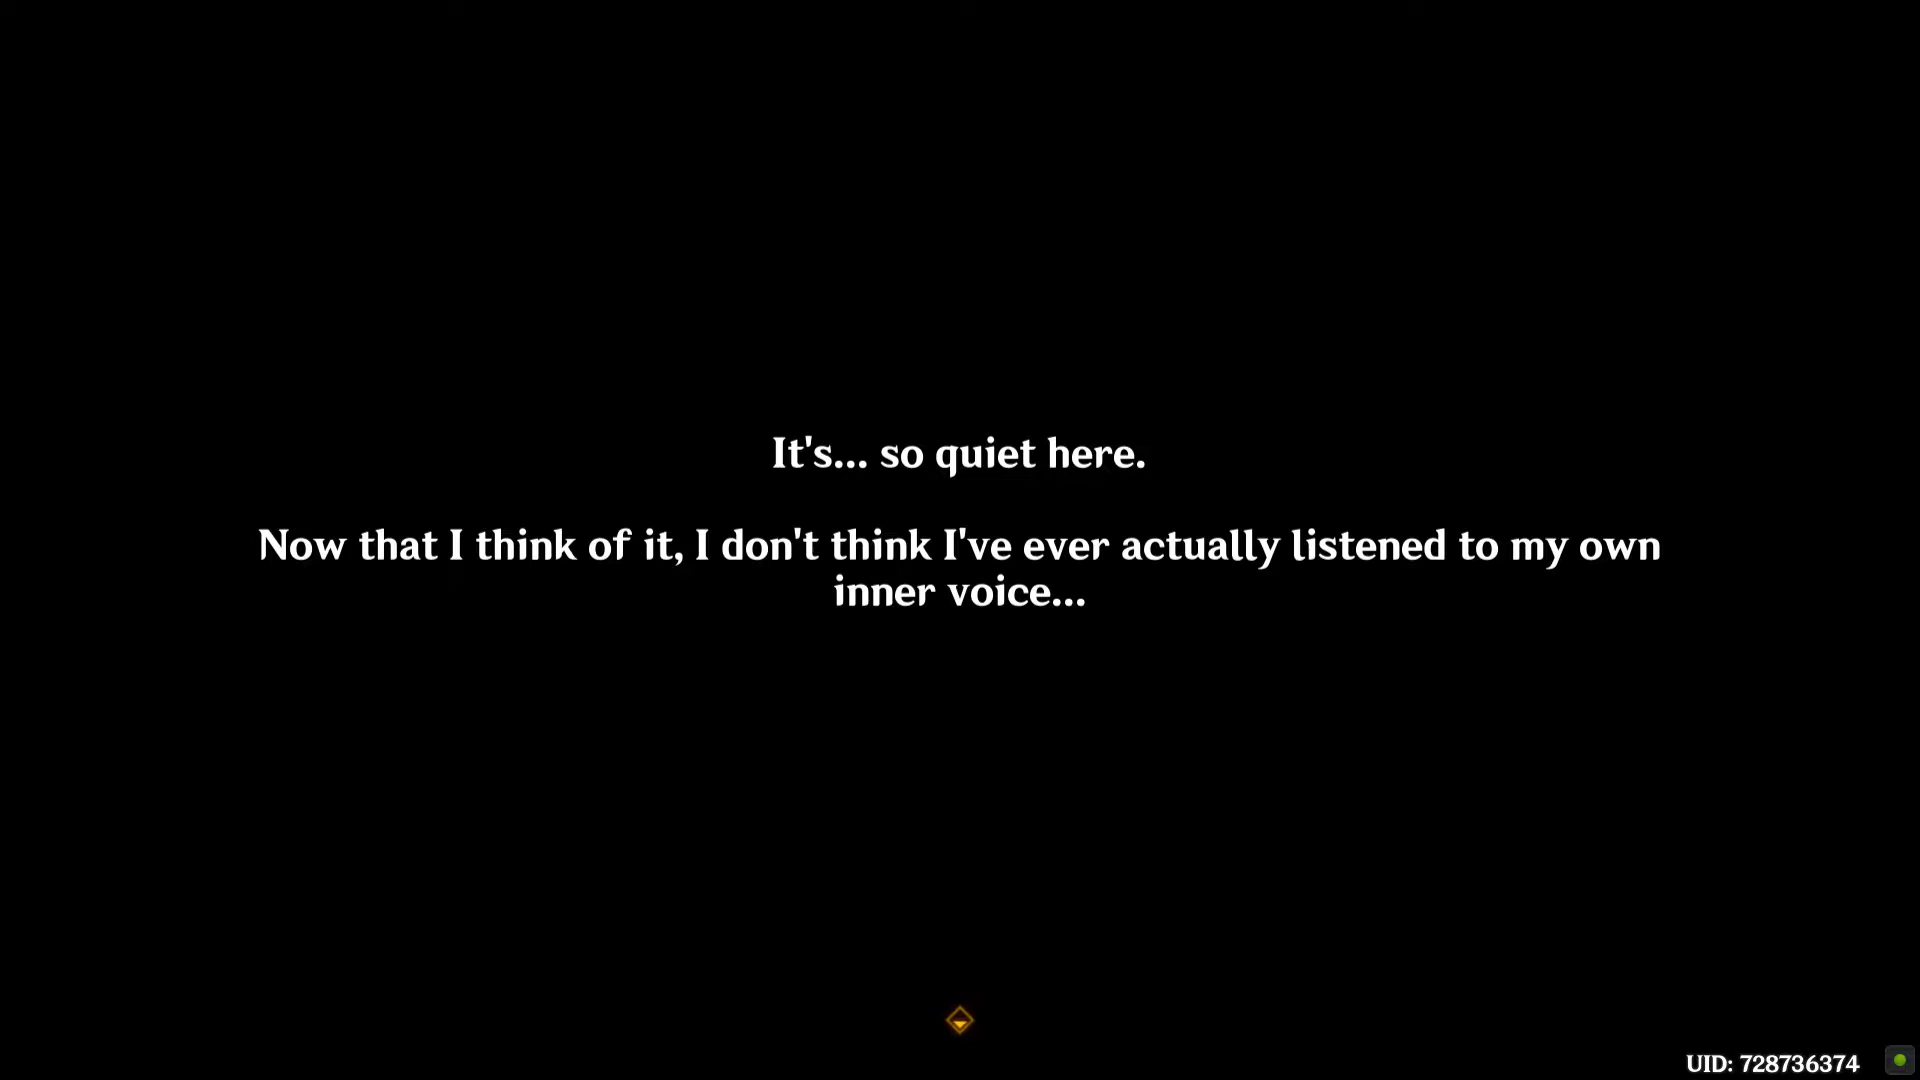 It's... so quiet here.
Now that I think of it, I don't think I've ever actually listened to my own
inner voice...
UID: 728736374